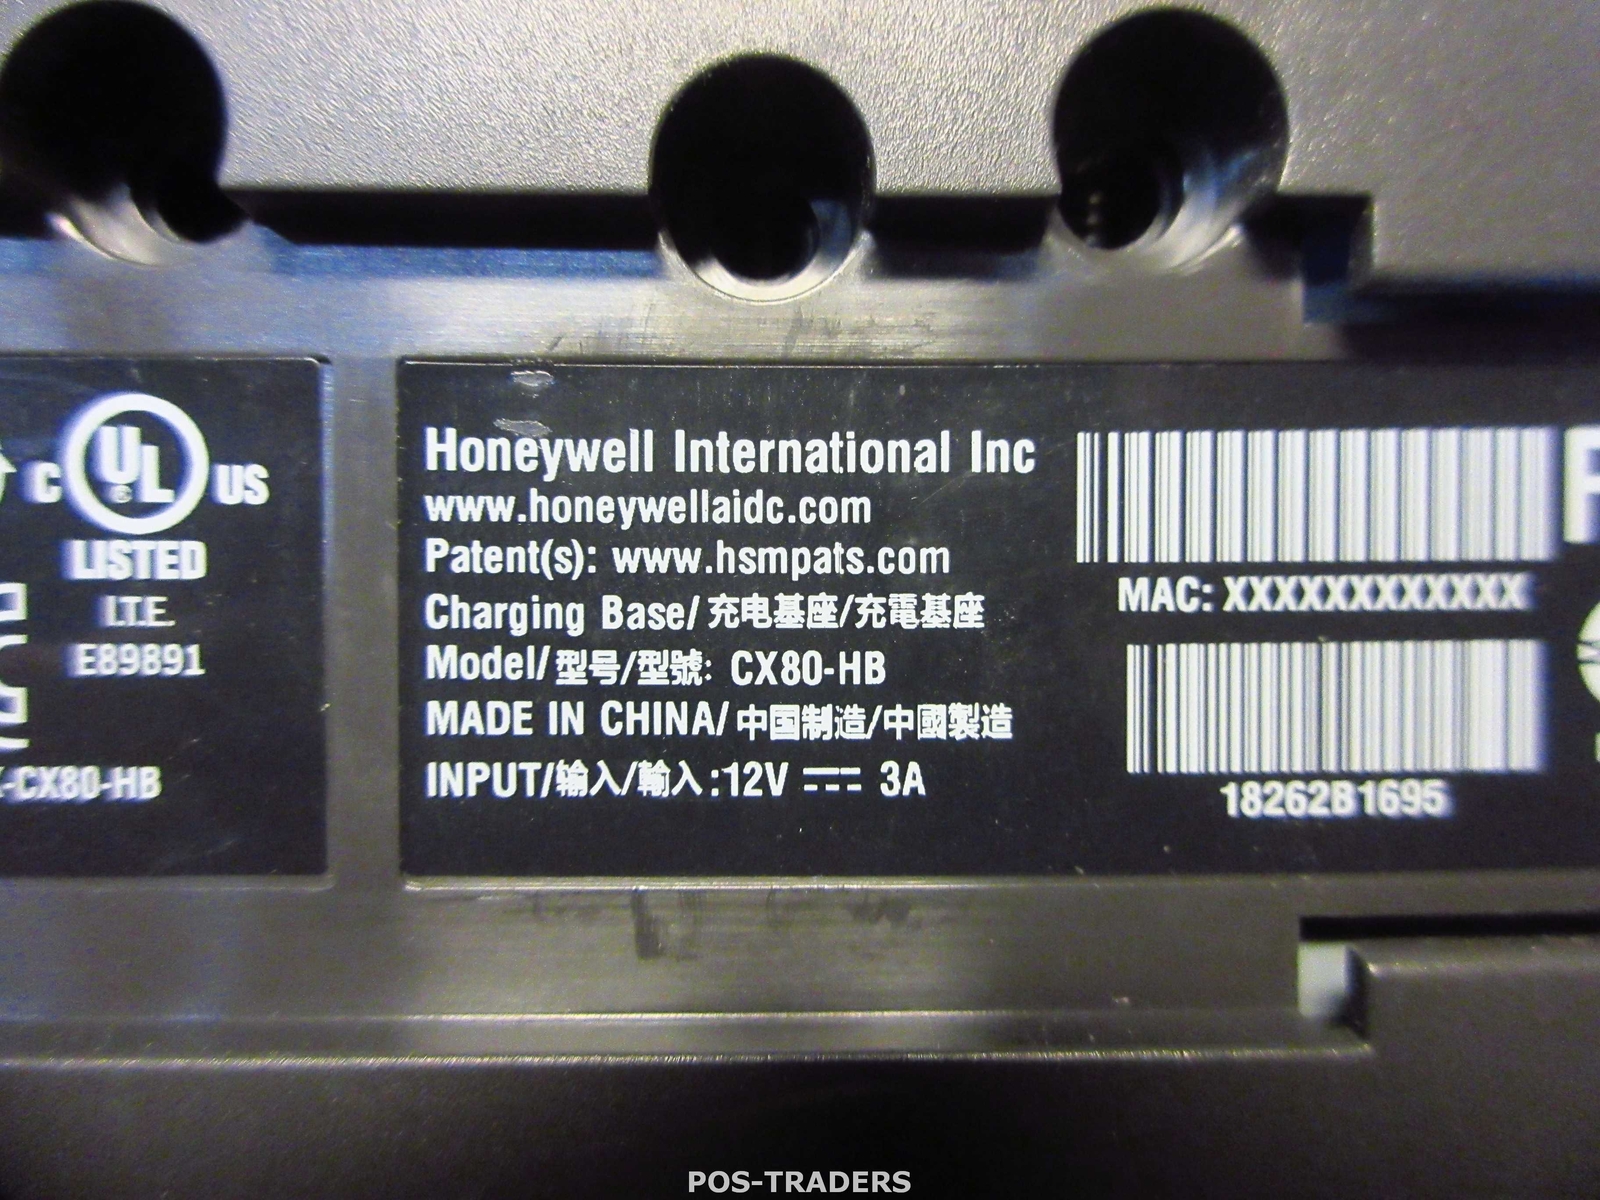 C UL US
LISTED
I.T.E.
E89891
-CX80-HB
Honeywell International Inc
www.honeywellaidc.com
Patent(s): www.hsmpats.com
Charging Base/充电基座/充電基座
Model/型号/型號: CX80-HB
MADE IN CHINA/中国制造/中國製造
INPUT/输入/輸入:12V ⎓ 3A
MAC: XXXXXXXXXXXX
18262B1695
POS-TRADERS